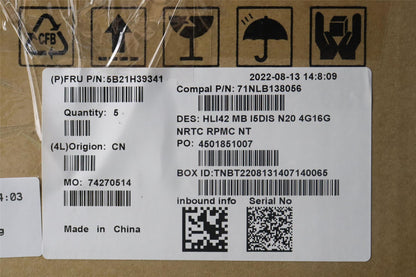 CFB
(P)FRU P/N:5B21H39341
2022-08-13 14:8:09
Compal P/N: 71NLB138056
Quantity: 5
DES: HLI42 MB I5DIS N20 4G16G
NRTC RPMC NT
PO: 4501851007
(4L)Origion: CN
BOX ID:TNBT2208131407140065
MO: 74270514
inbound info
Serial No
Made in China
4:03
g